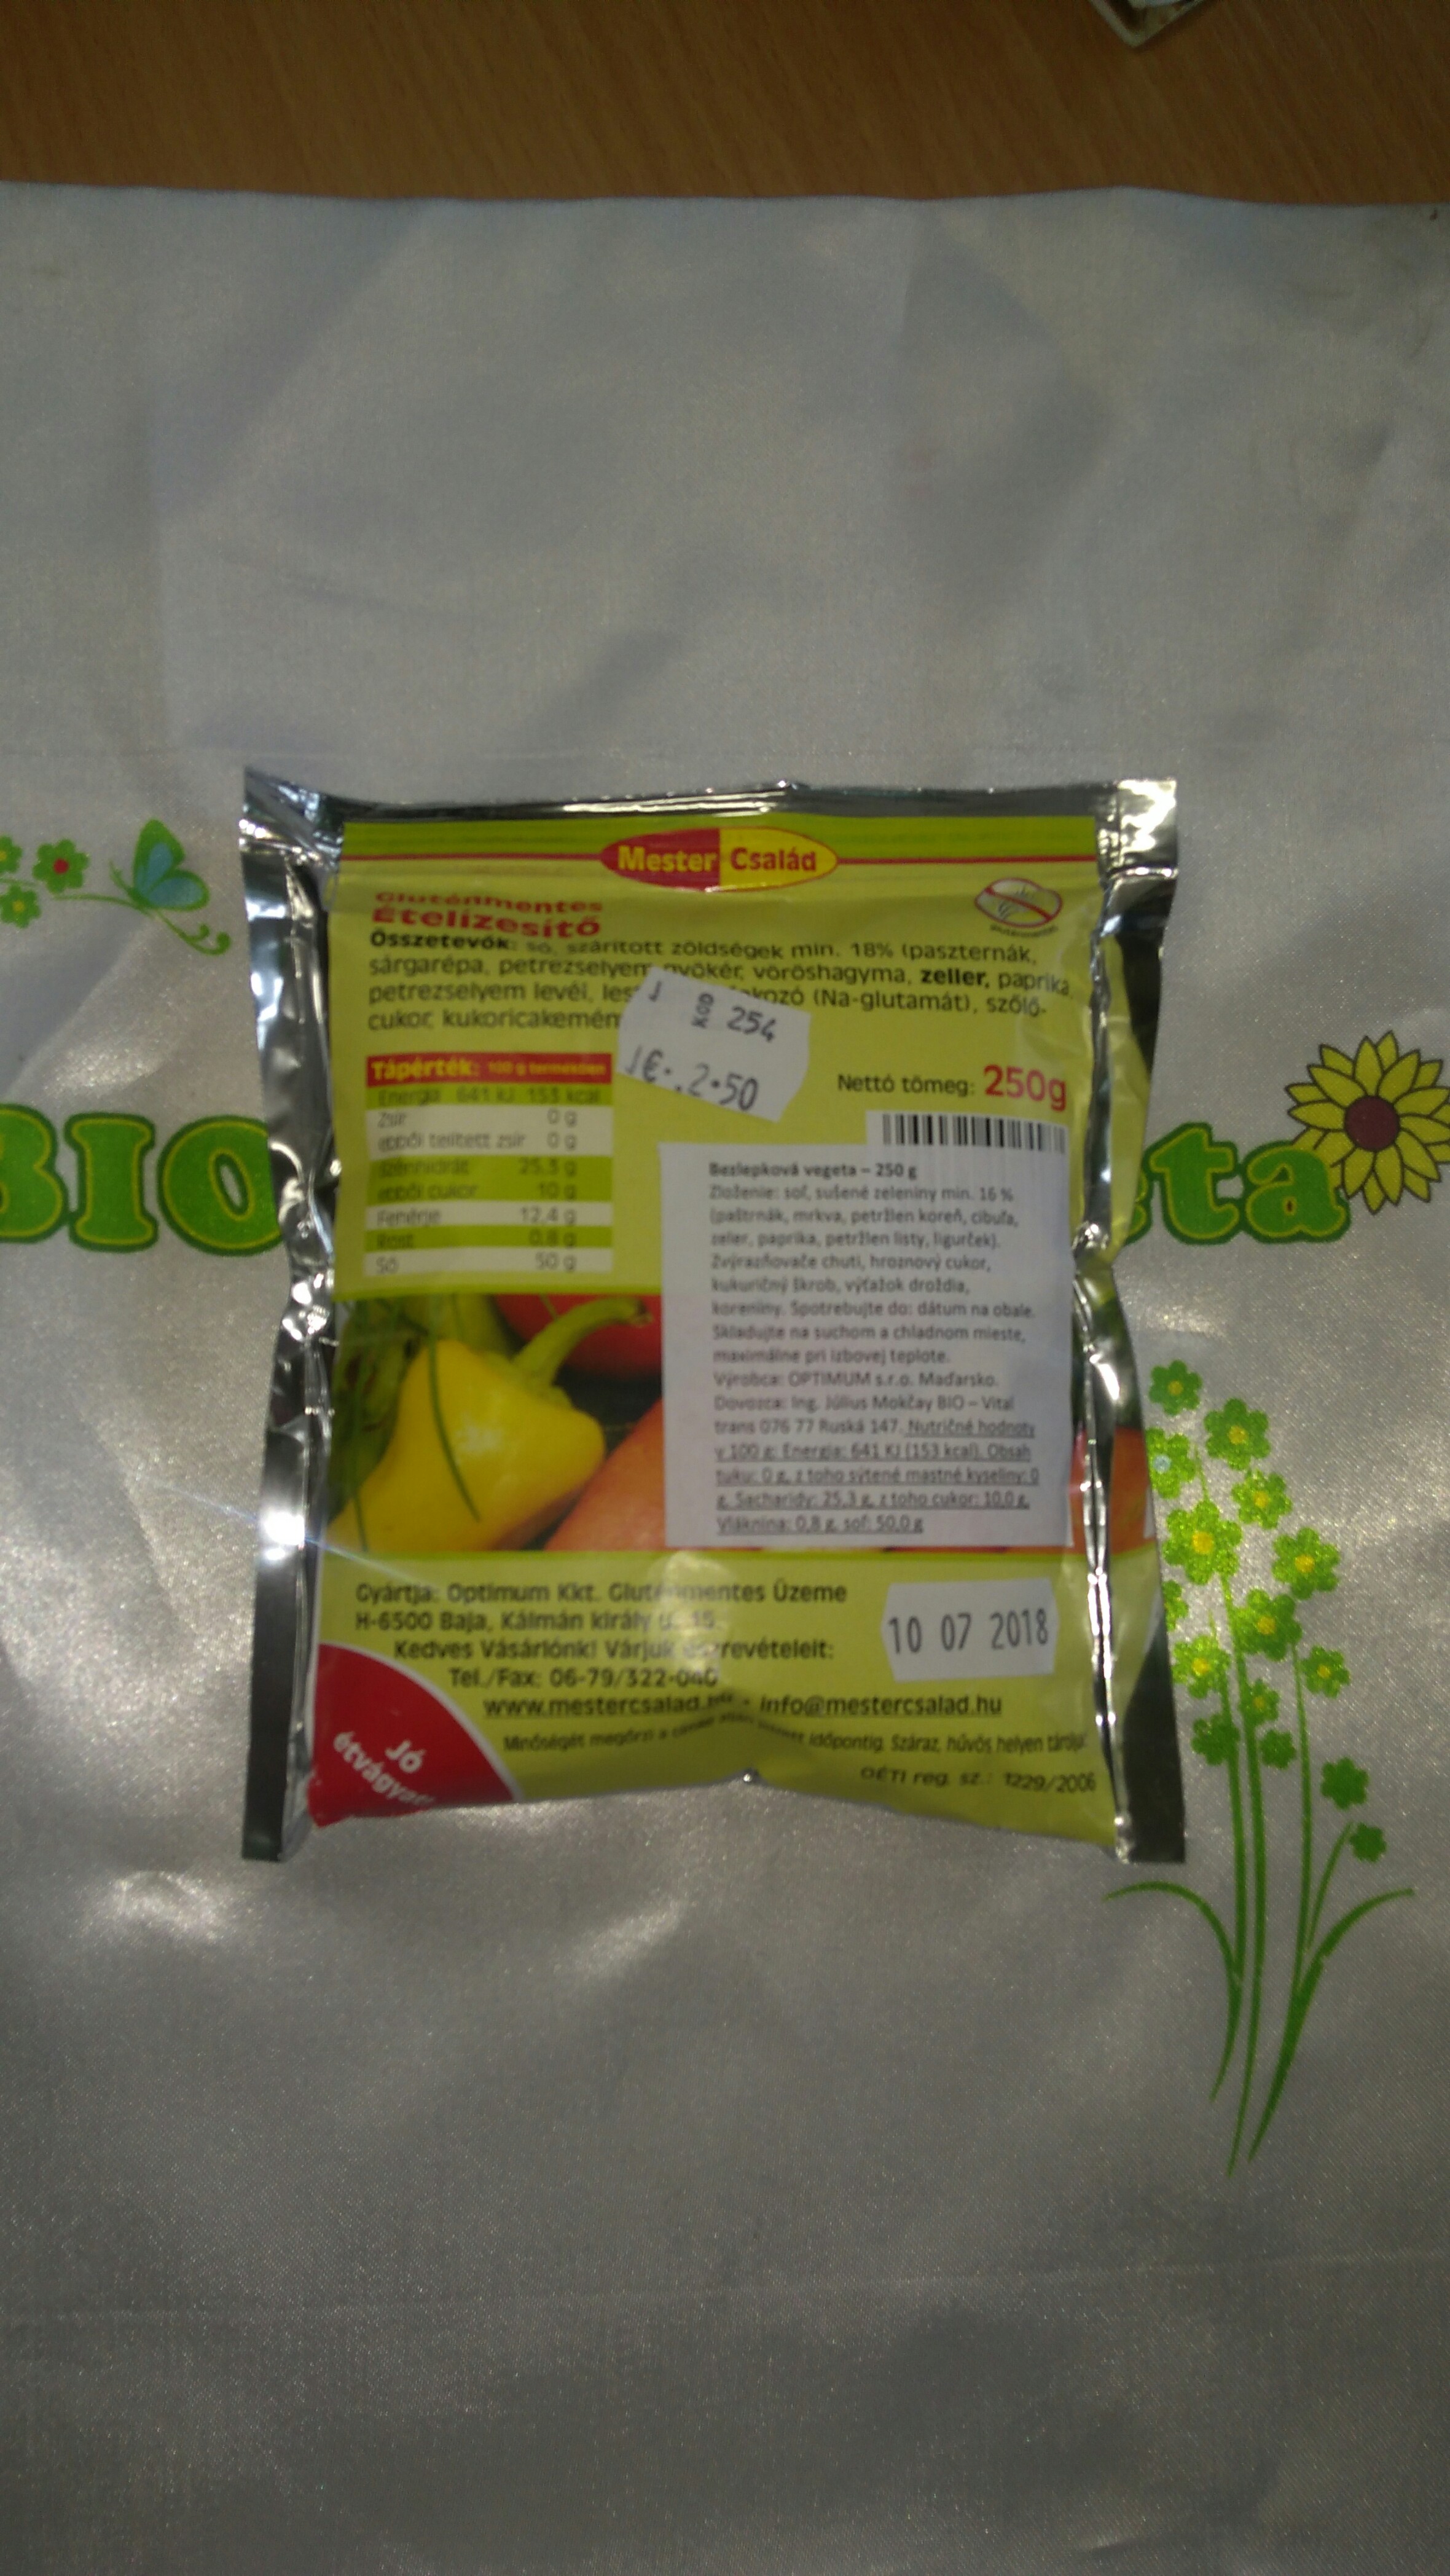 Mester Család
Gluténmentes
Ételízesítő
Összetevők: só, szárított zöldségek min. 18% (paszternák,
sárgarépa, petrezselyem gyökér, vöröshagyma, zeller, paprika
petrezselyem levél, les kozó (Na-glutamát), szőlő-
cukor, kukoricakemén
J KOD 254
1€. 2.50
Tápérték: 100 g termékben
Energia 641 kJ 153 kcal
Zsír 0 g
ebből telített zsír 0 g
Szénhidrát 25,3 g
ebből cukor 10 g
Fehérje 12,4 g
Rost 0,8 g
Só 50 g
Nettó tömeg: 250g
Bezlepková vegeta – 250 g
Zloženie: soľ, sušené zeleniny min. 16 %
(paštrnák, mrkva, petržlen koreň, cibuľa,
zeler, paprika, petržlen listy, ligurček).
Zvýrazňovače chuti, hroznový cukor,
kukuričný škrob, výťažok droždia,
koreniny. Spotrebujte do: dátum na obale.
Skladujte na suchom a chladnom mieste,
maximálne pri izbovej teplote.
Výrobca: OPTIMUM s.r.o. Maďarsko.
Dovozca: Ing. Július Mokčay BIO – Vital
trans 076 77 Ruská 147. Nutričné hodnoty
v 100 g: Energia: 641 KJ (153 kcal). Obsah
tuku: 0 g, z toho sýtené mastné kyseliny: 0
g. Sacharidy: 25,3 g, z toho cukor: 10,0 g.
Vláknina: 0,8 g, soľ: 50,0 g
BIO eta
Gyártja: Optimum Kkt. Gluténmentes Üzeme
H-6500 Baja, Kálmán király u. 15.
Kedves Vásárlónk! Várjuk észrevételeit:
Tel./Fax: 06-79/322-040
www.mestercsalad.hu - info@mestercsalad.hu
10 07 2018
Minőségét megőrzi a időpontig. Száraz, hűvös helyen tárolja
OÉTI reg. sz.: 1229/2006
Jó
étvágyat!